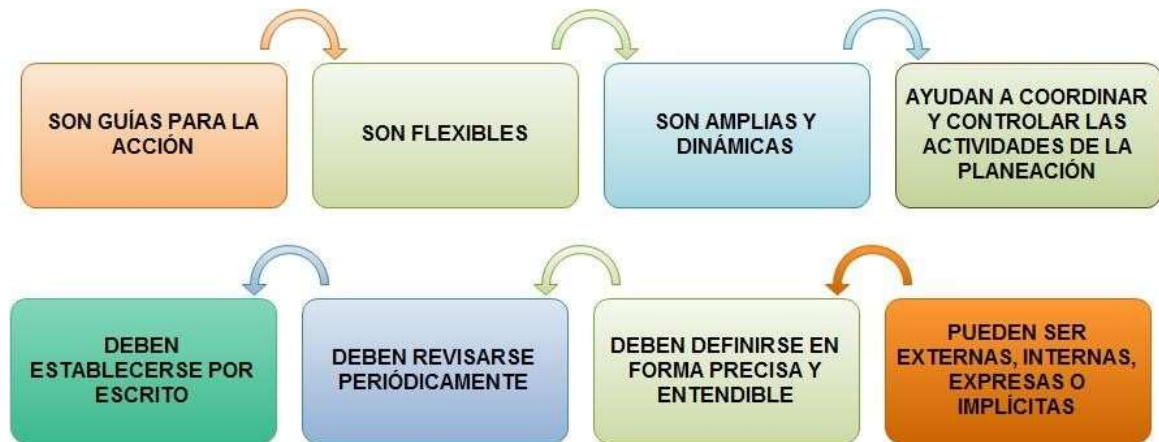 SON GUÍAS PARA LA
ACCIÓN
SON FLEXIBLES
SON AMPLIAS Y
DINÁMICAS
AYUDAN A COORDINAR
Y CONTROLAR LAS
ACTIVIDADES DE LA
PLANEACIÓN
PUEDEN SER
EXTERNAS, INTERNAS,
EXPRESAS O
IMPLÍCITAS
DEBEN DEFINIRSE EN
FORMA PRECISA Y
ENTENDIBLE
DEBEN REVISARSE
PERIÓDICAMENTE
DEBEN
ESTABLECERSE POR
ESCRITO